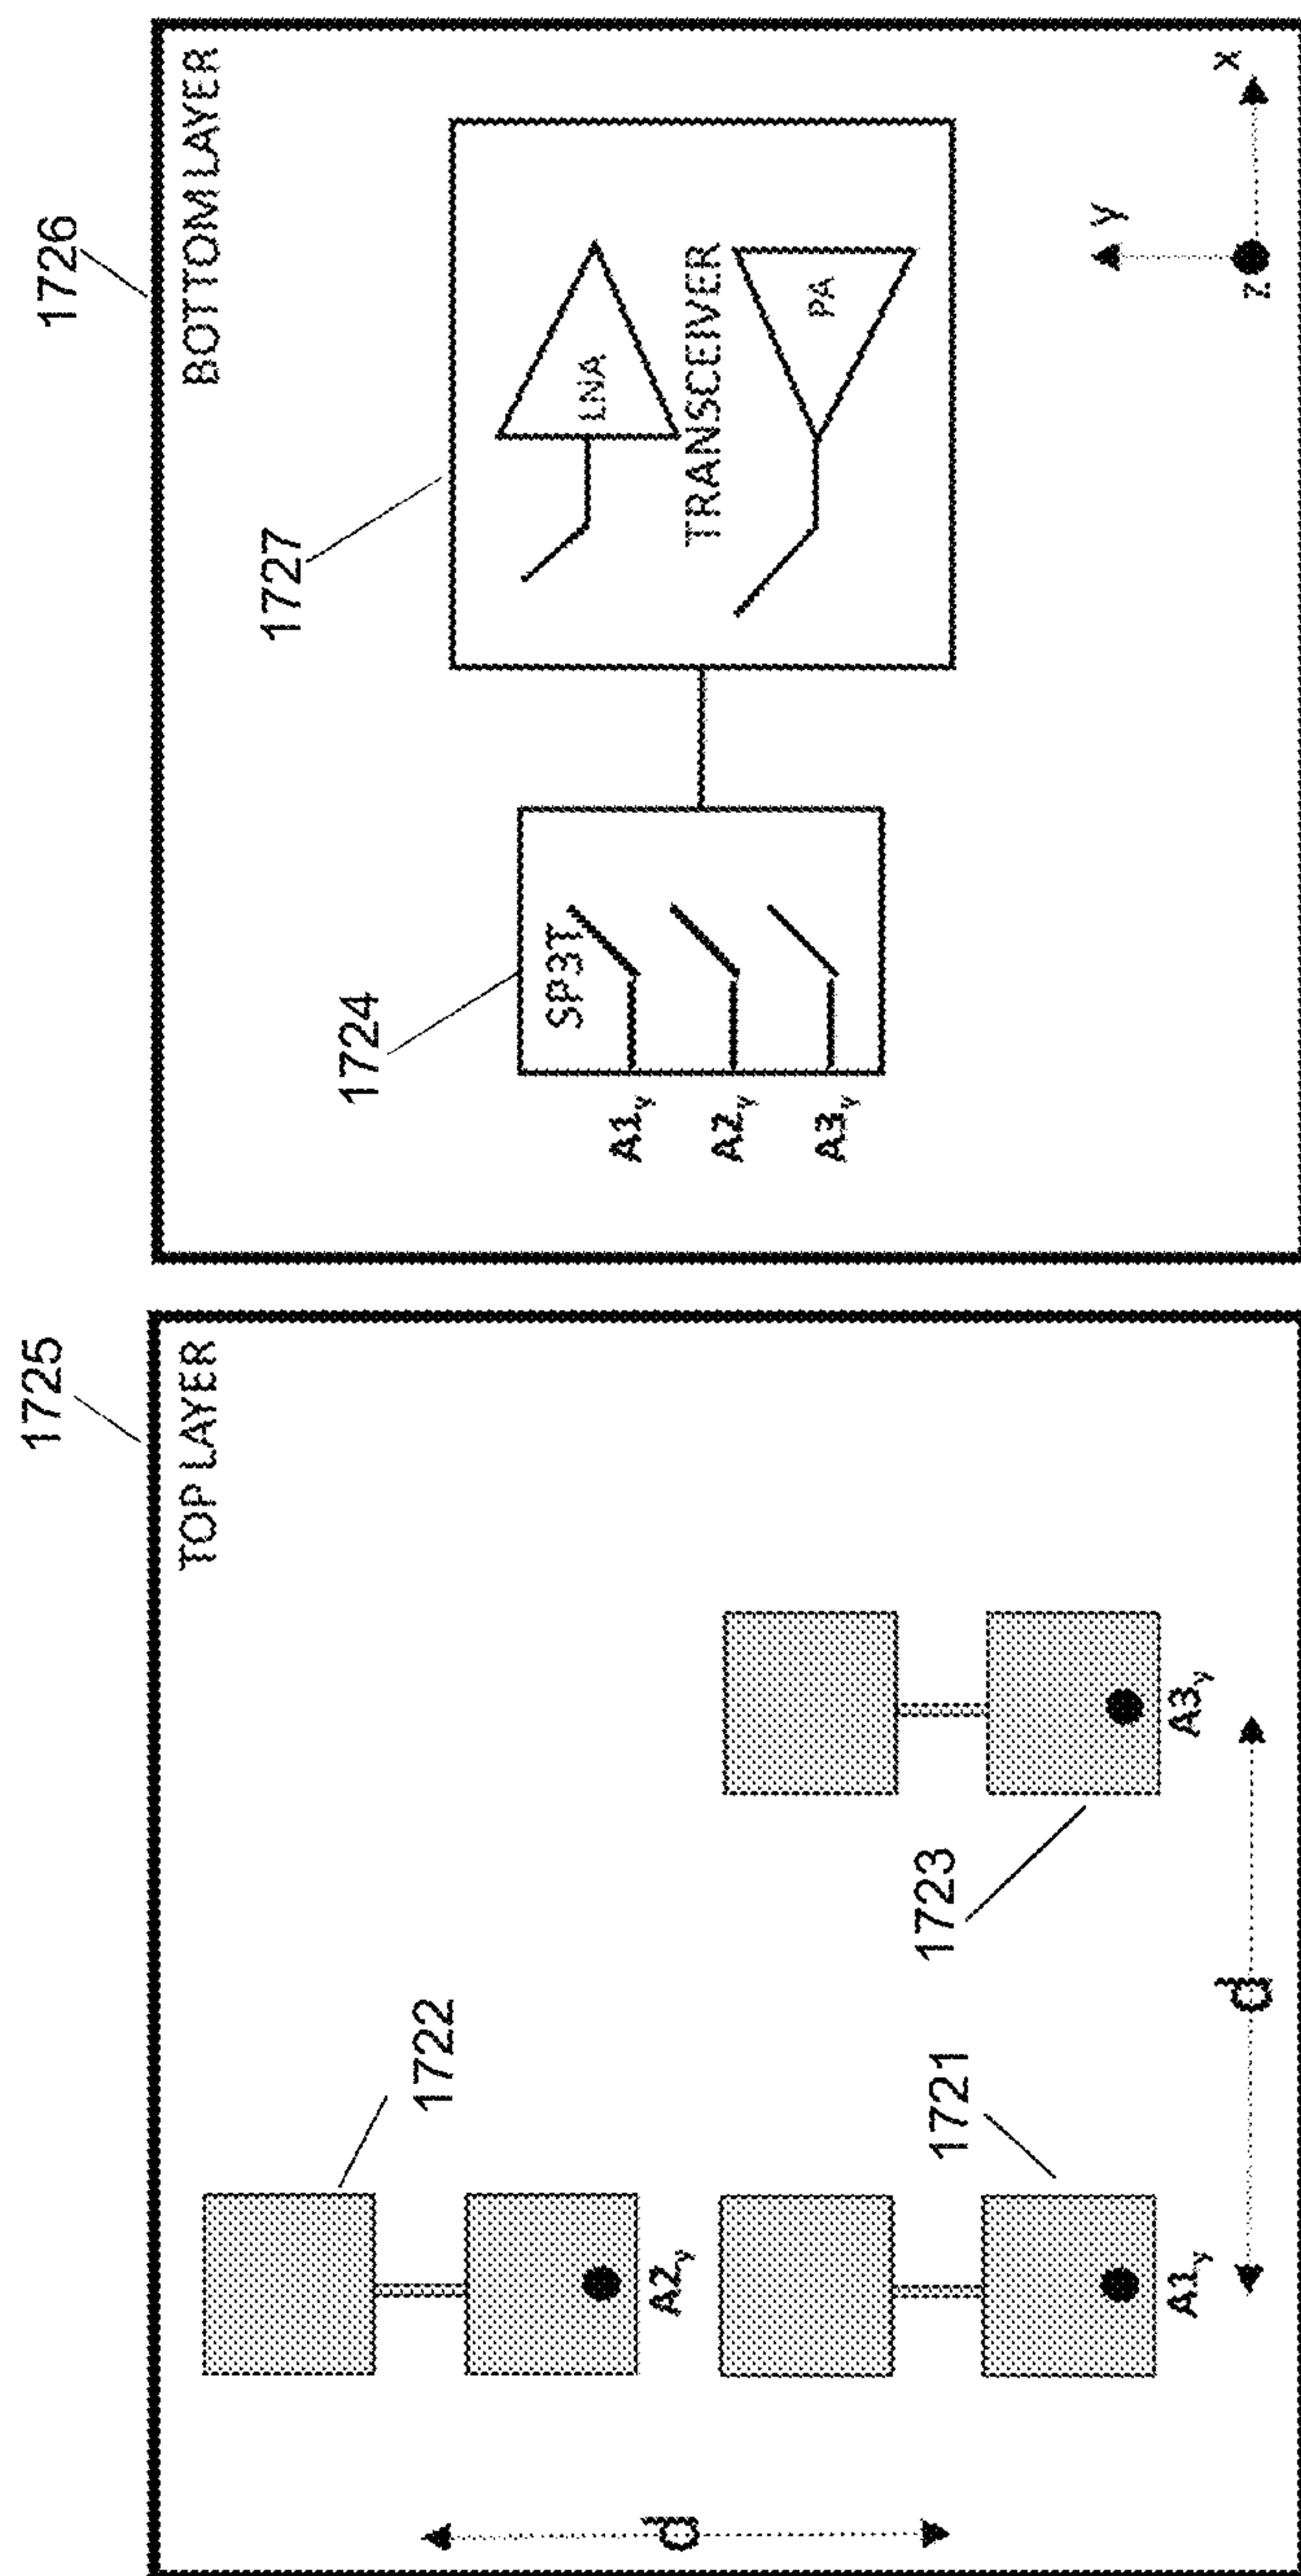 1725
TOP LAYER
1722
A2y
1721
1723
A1y
A3y
d
d
1726
BOTTOM LAYER
1727
1724
SP3T
A1y
A2y
A3y
LNA
TRANSCEIVER
PA
y
z
x